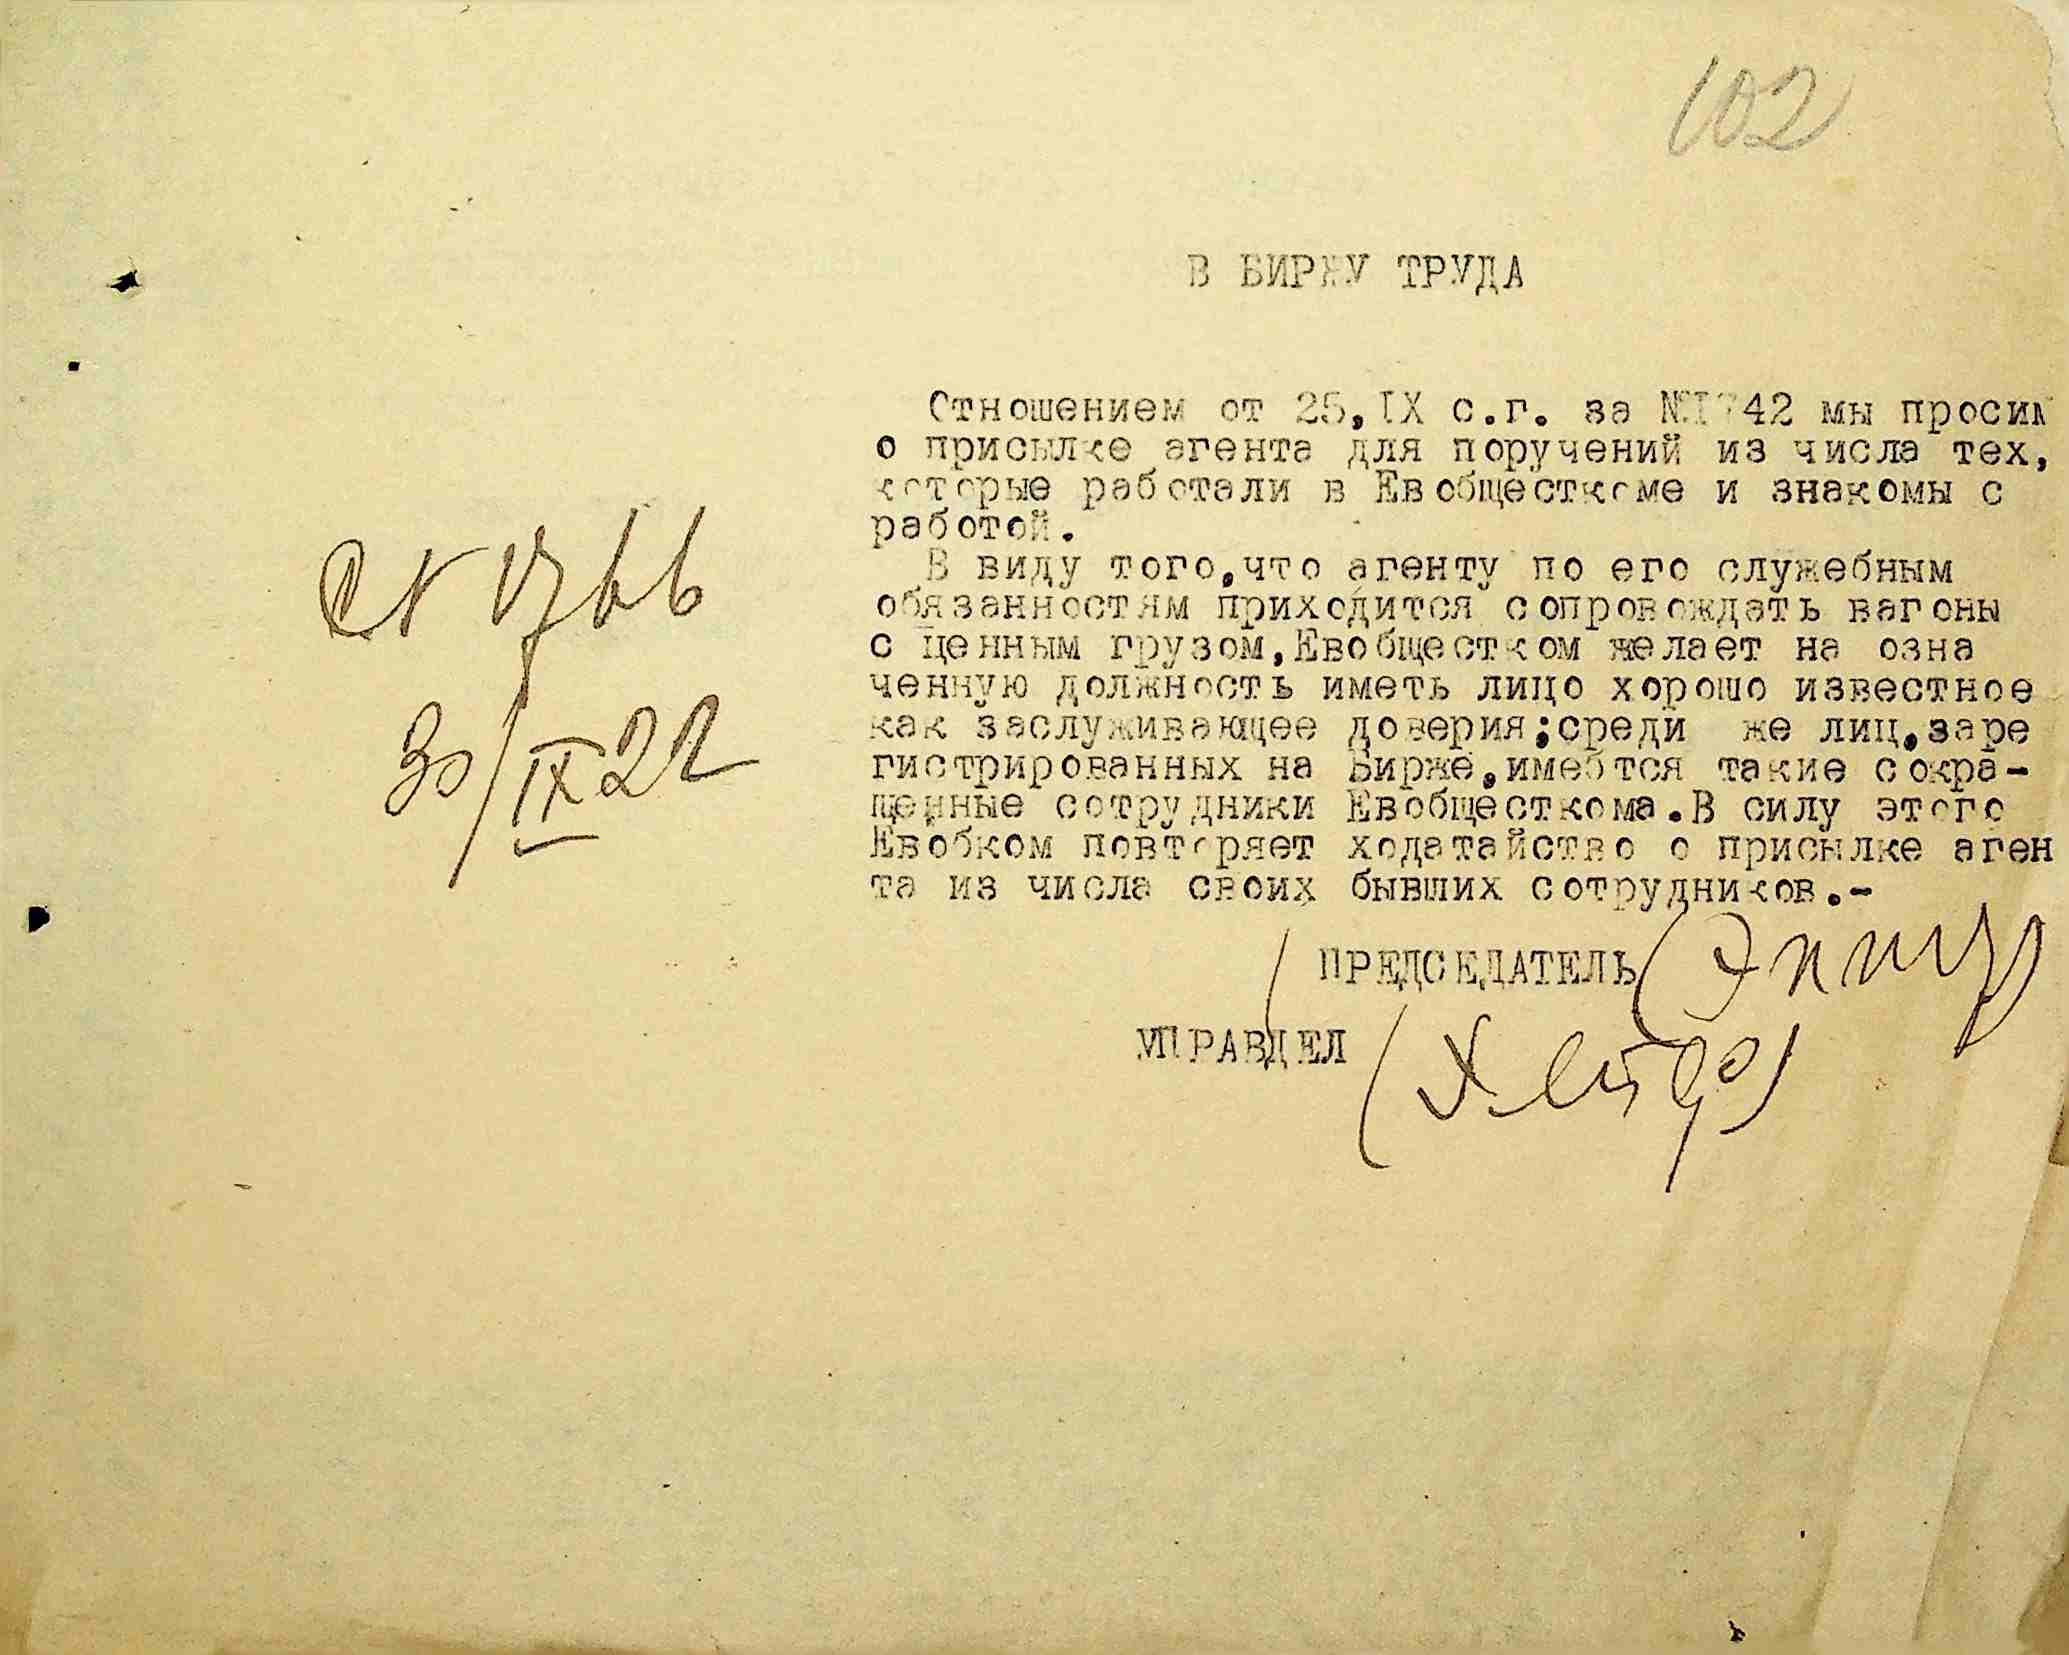 102
В БИРЖУ ТРУДА
Отношением от 25,IX с.г. за №I742 мы просим
о присылке агента для поручений из числа тех,
которые работали в Евобщесткоме и знакомы с
работой.
В виду того,что агенту по его служебным
обязанностям приходится сопровождать вагоны
с ценным грузом,Евобщестком желает на озна
ченную должность иметь лицо хорошо известное
как заслуживающее доверия;среди же лиц,заре
гистрированных на Бирже,имеются такие сокра-
щенные сотрудники Евобщесткома.В силу этого
Евобком повторяет ходатайство о присылке аген
та из числа своих бывших сотрудников.-
1766
30/IX 22
ПРЕДСЕДАТЕЛЬ
УПРАВДЕЛ